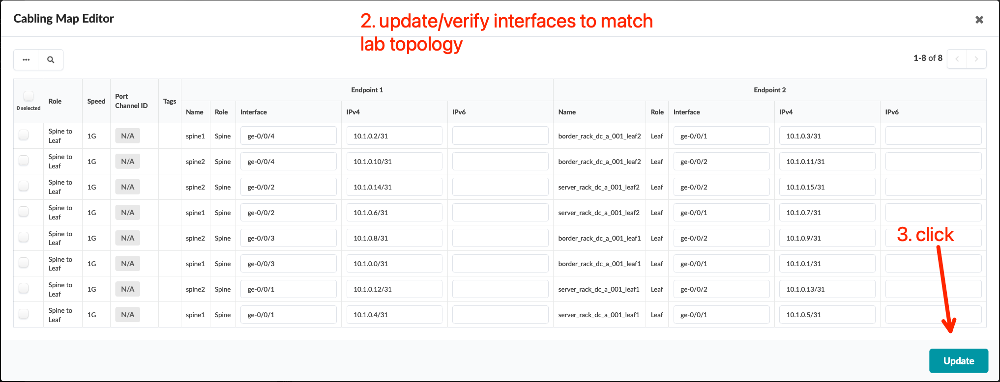 Cabling Map Editor
2. update/verify interfaces to match
lab topology
1-8 of 8
0 selected
Role
Speed
Port
Channel ID
Tags
Endpoint 1
Endpoint 2
Name Role Interface IPv4 IPv6 Name Role Interface IPv4 IPv6
Spine to
Leaf
1G N/A spine1 Spine ge-0/0/4 10.1.0.2/31 border_rack_dc_a_001_leaf2 Leaf ge-0/0/1 10.1.0.3/31
Spine to
Leaf
1G N/A spine2 Spine ge-0/0/4 10.1.0.10/31 border_rack_dc_a_001_leaf2 Leaf ge-0/0/2 10.1.0.11/31
Spine to
Leaf
1G N/A spine2 Spine ge-0/0/2 10.1.0.14/31 server_rack_dc_a_001_leaf2 Leaf ge-0/0/2 10.1.0.15/31
Spine to
Leaf
1G N/A spine1 Spine ge-0/0/2 10.1.0.6/31 server_rack_dc_a_001_leaf2 Leaf ge-0/0/1 10.1.0.7/31
Spine to
Leaf
1G N/A spine2 Spine ge-0/0/3 10.1.0.8/31 border_rack_dc_a_001_leaf1 Leaf ge-0/0/2 10.1.0.9/31
3. click
Spine to
Leaf
1G N/A spine1 Spine ge-0/0/3 10.1.0.0/31 border_rack_dc_a_001_leaf1 Leaf ge-0/0/1 10.1.0.1/31
Spine to
Leaf
1G N/A spine2 Spine ge-0/0/1 10.1.0.12/31 server_rack_dc_a_001_leaf1 Leaf ge-0/0/2 10.1.0.13/31
Spine to
Leaf
1G N/A spine1 Spine ge-0/0/1 10.1.0.4/31 server_rack_dc_a_001_leaf1 Leaf ge-0/0/1 10.1.0.5/31
Update